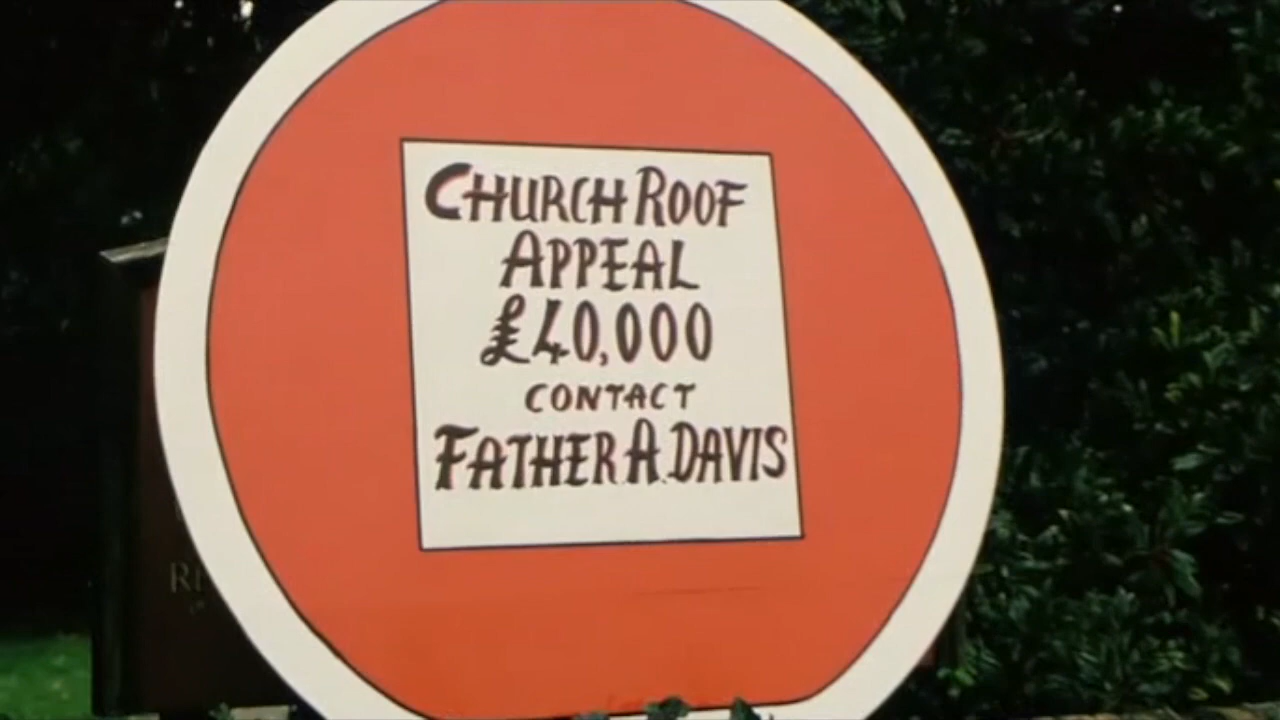 CHURCH ROOF
APPEAL
£40,000
CONTACT
FATHER A. DAVIS